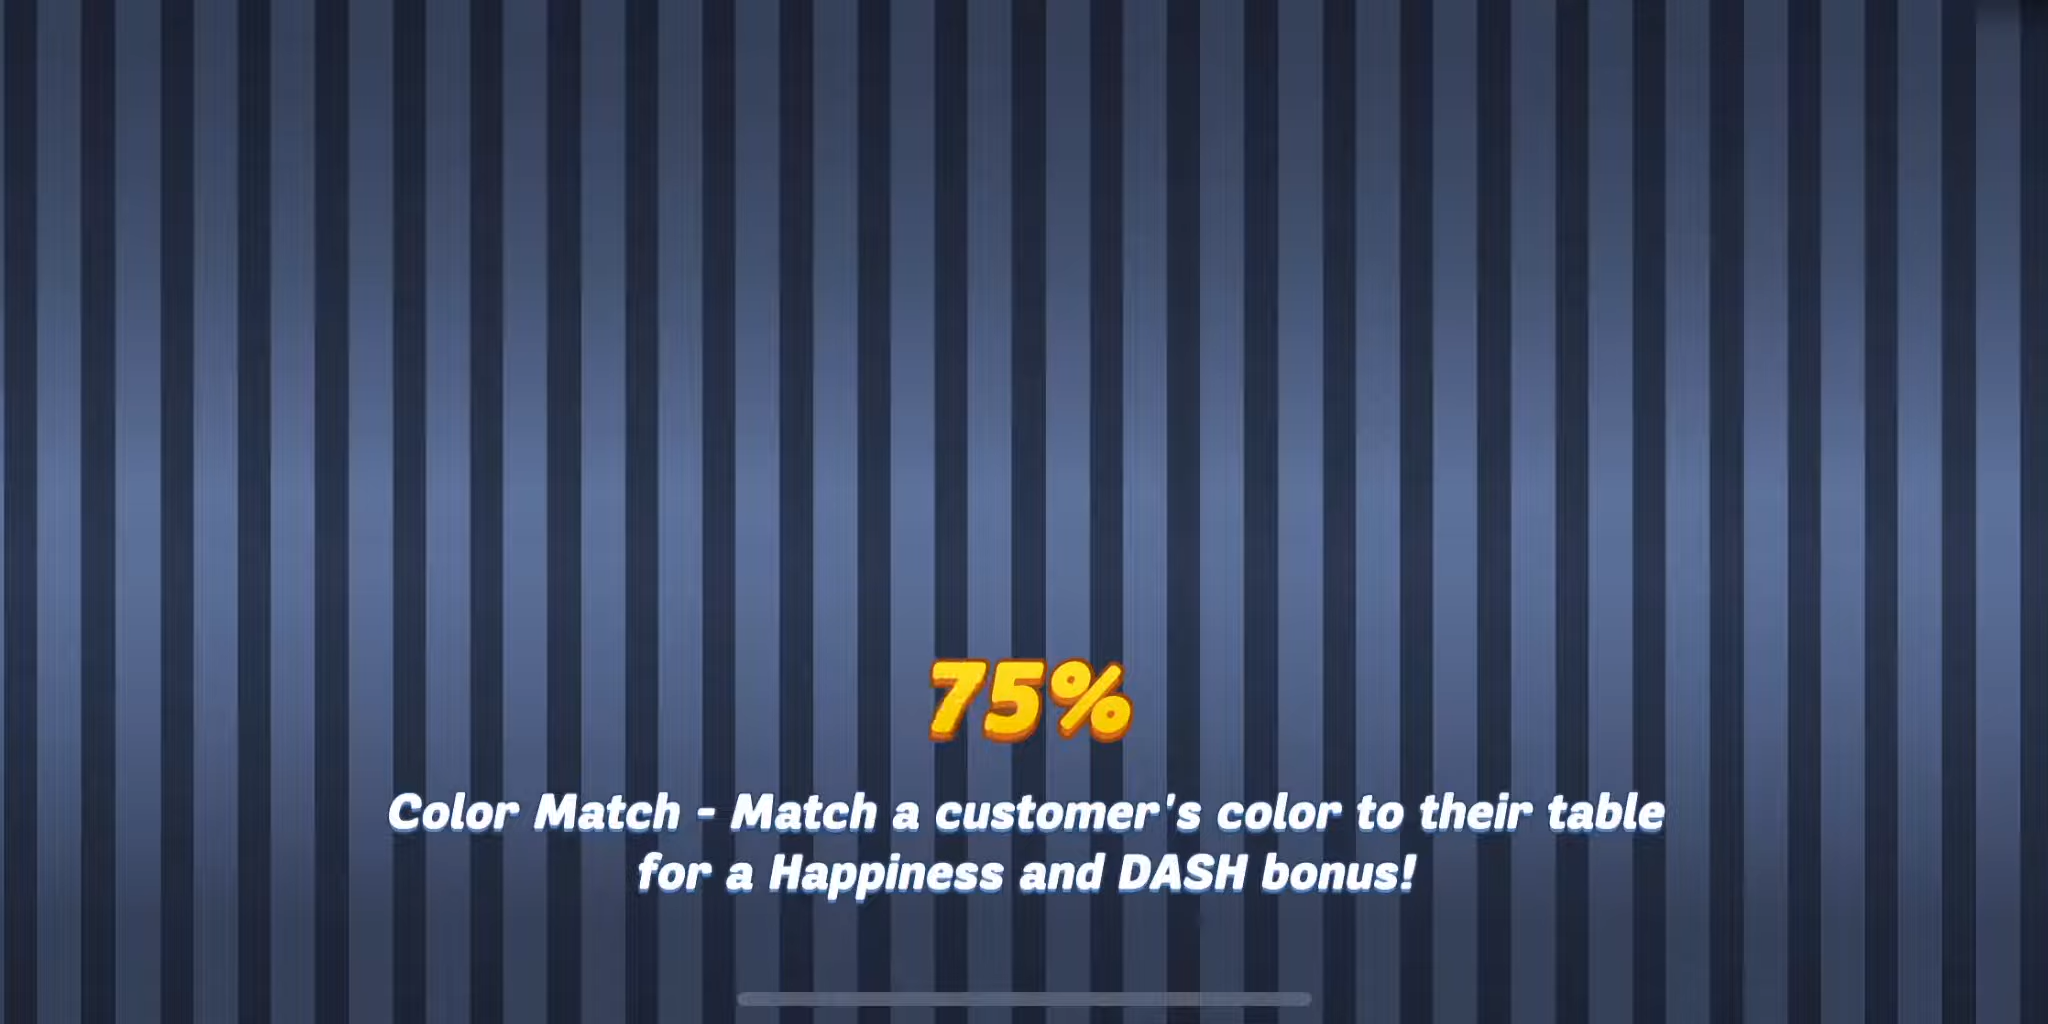 75%
Color Match - Match a customer's color to their table
for a Happiness and DASH bonus!